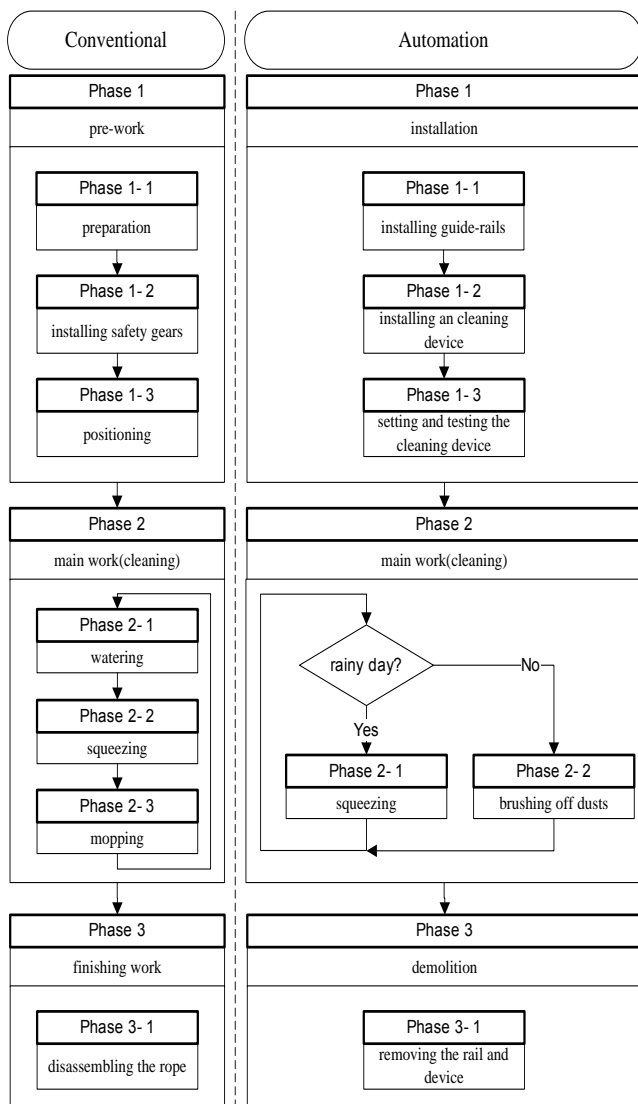 Conventional
Phase 1
pre-work
Phase 1- 1
preparation
Phase 1- 2
installing safety gears
Phase 1- 3
positioning
Phase 2
main work(cleaning)
Phase 2- 1
watering
Phase 2- 2
squeezing
Phase 2- 3
mopping
Phase 3
finishing work
Phase 3- 1
disassembling the rope
Automation
Phase 1
installation
Phase 1- 1
installing guide-rails
Phase 1- 2
installing an cleaning
device
Phase 1- 3
setting and testing the
cleaning device
Phase 2
main work(cleaning)
rainy day?
No
Yes
Phase 2- 1
squeezing
Phase 2- 2
brushing off dusts
Phase 3
demolition
Phase 3- 1
removing the rail and
device